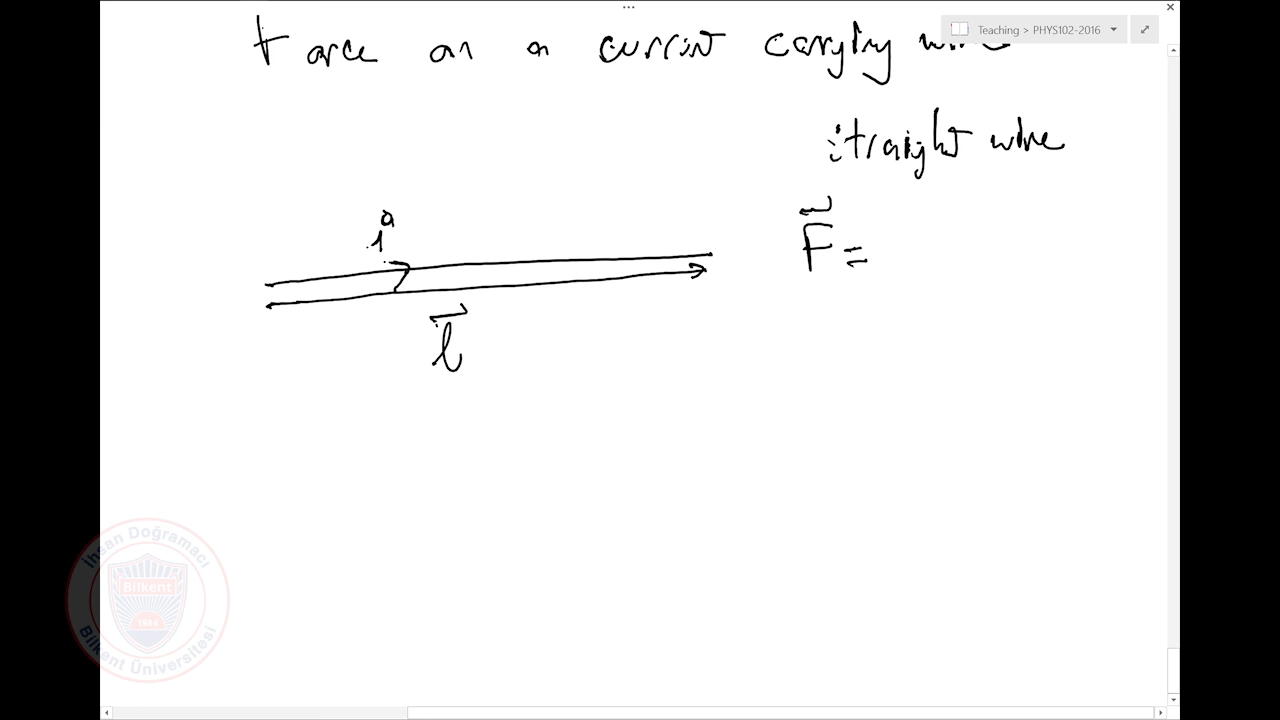 Teaching > PHYS102-2016
Force on a current carrying wire
straight wire
i
F =
l
İhsan Doğramacı
Bilkent
1984
Bilkent Üniversitesi